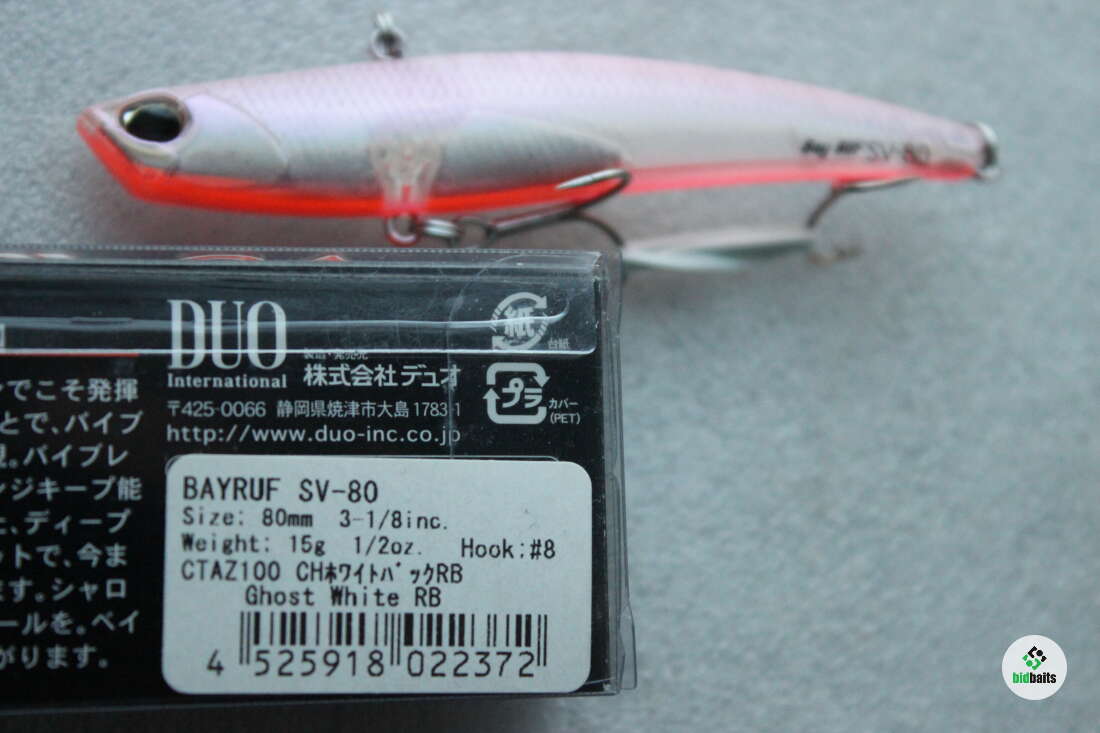 Bay RUF SV-80
DUO
International
製造・発売元
株式会社デュオ
〒425-0066 静岡県焼津市大島 1783-1
http://www.duo-inc.co.jp
紙
台紙
プラ
カバー
(PET)
でこそ発揮
とで、バイブ
。バイブレ
ンジキープ能
、ディープ
ットで、今ま
ます。シャロ
ールを。ベイ
がります。
BAYRUF SV-80
Size: 80mm 3-1/8inc.
Weight: 15g 1/2oz. Hook:#8
CTAZ100 CHホワイトバックRB
Ghost White RB
4 525918 022372
bidbaits